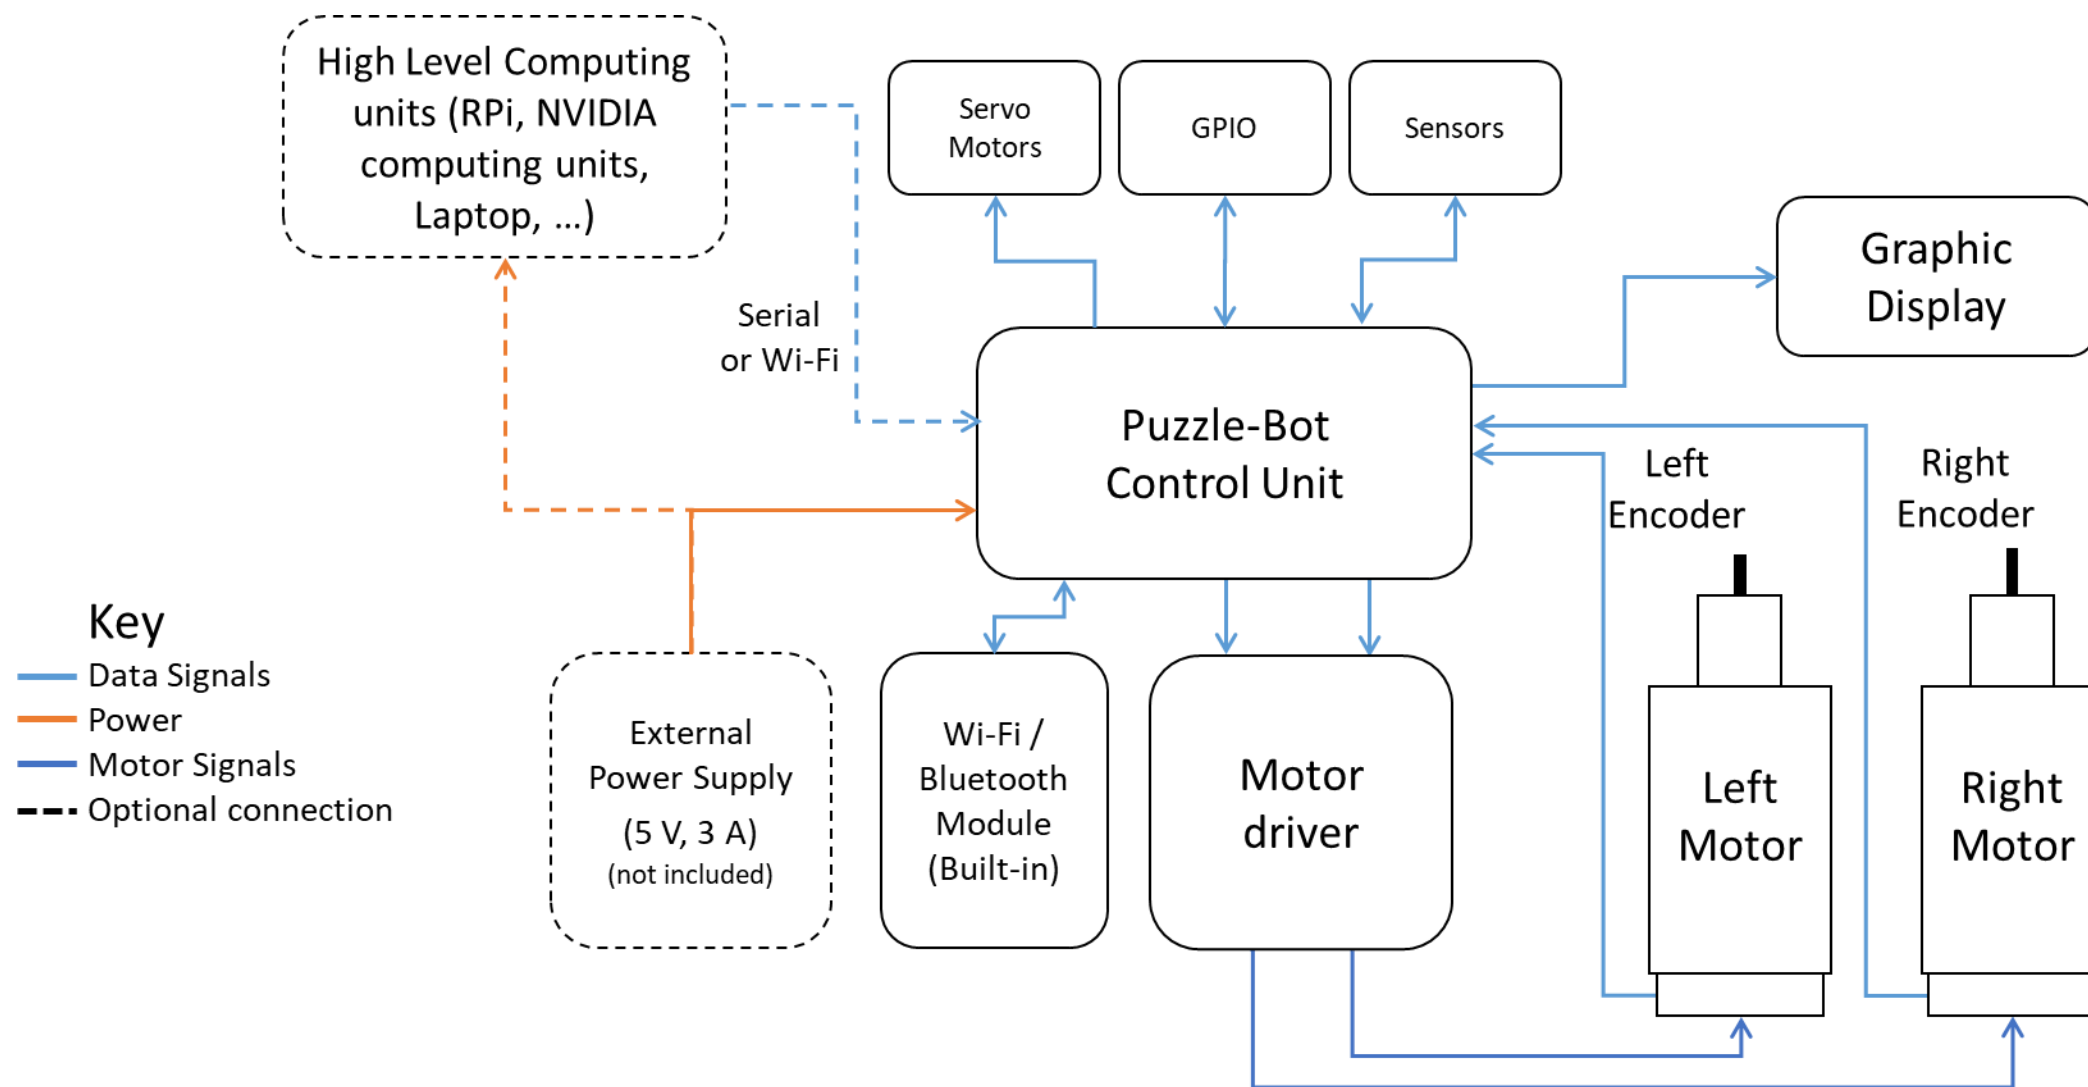 High Level Computing
units (RPi, NVIDIA
computing units,
Laptop, ...)
Servo
Motors
GPIO
Sensors
Graphic
Display
Serial
or Wi-Fi
Puzzle-Bot
Control Unit
Left
Encoder
Right
Encoder
Key
Data Signals
Power
Motor Signals
Optional connection
External
Power Supply
(5 V, 3 A)
(not included)
Wi-Fi /
Bluetooth
Module
(Built-in)
Motor
driver
Left
Motor
Right
Motor